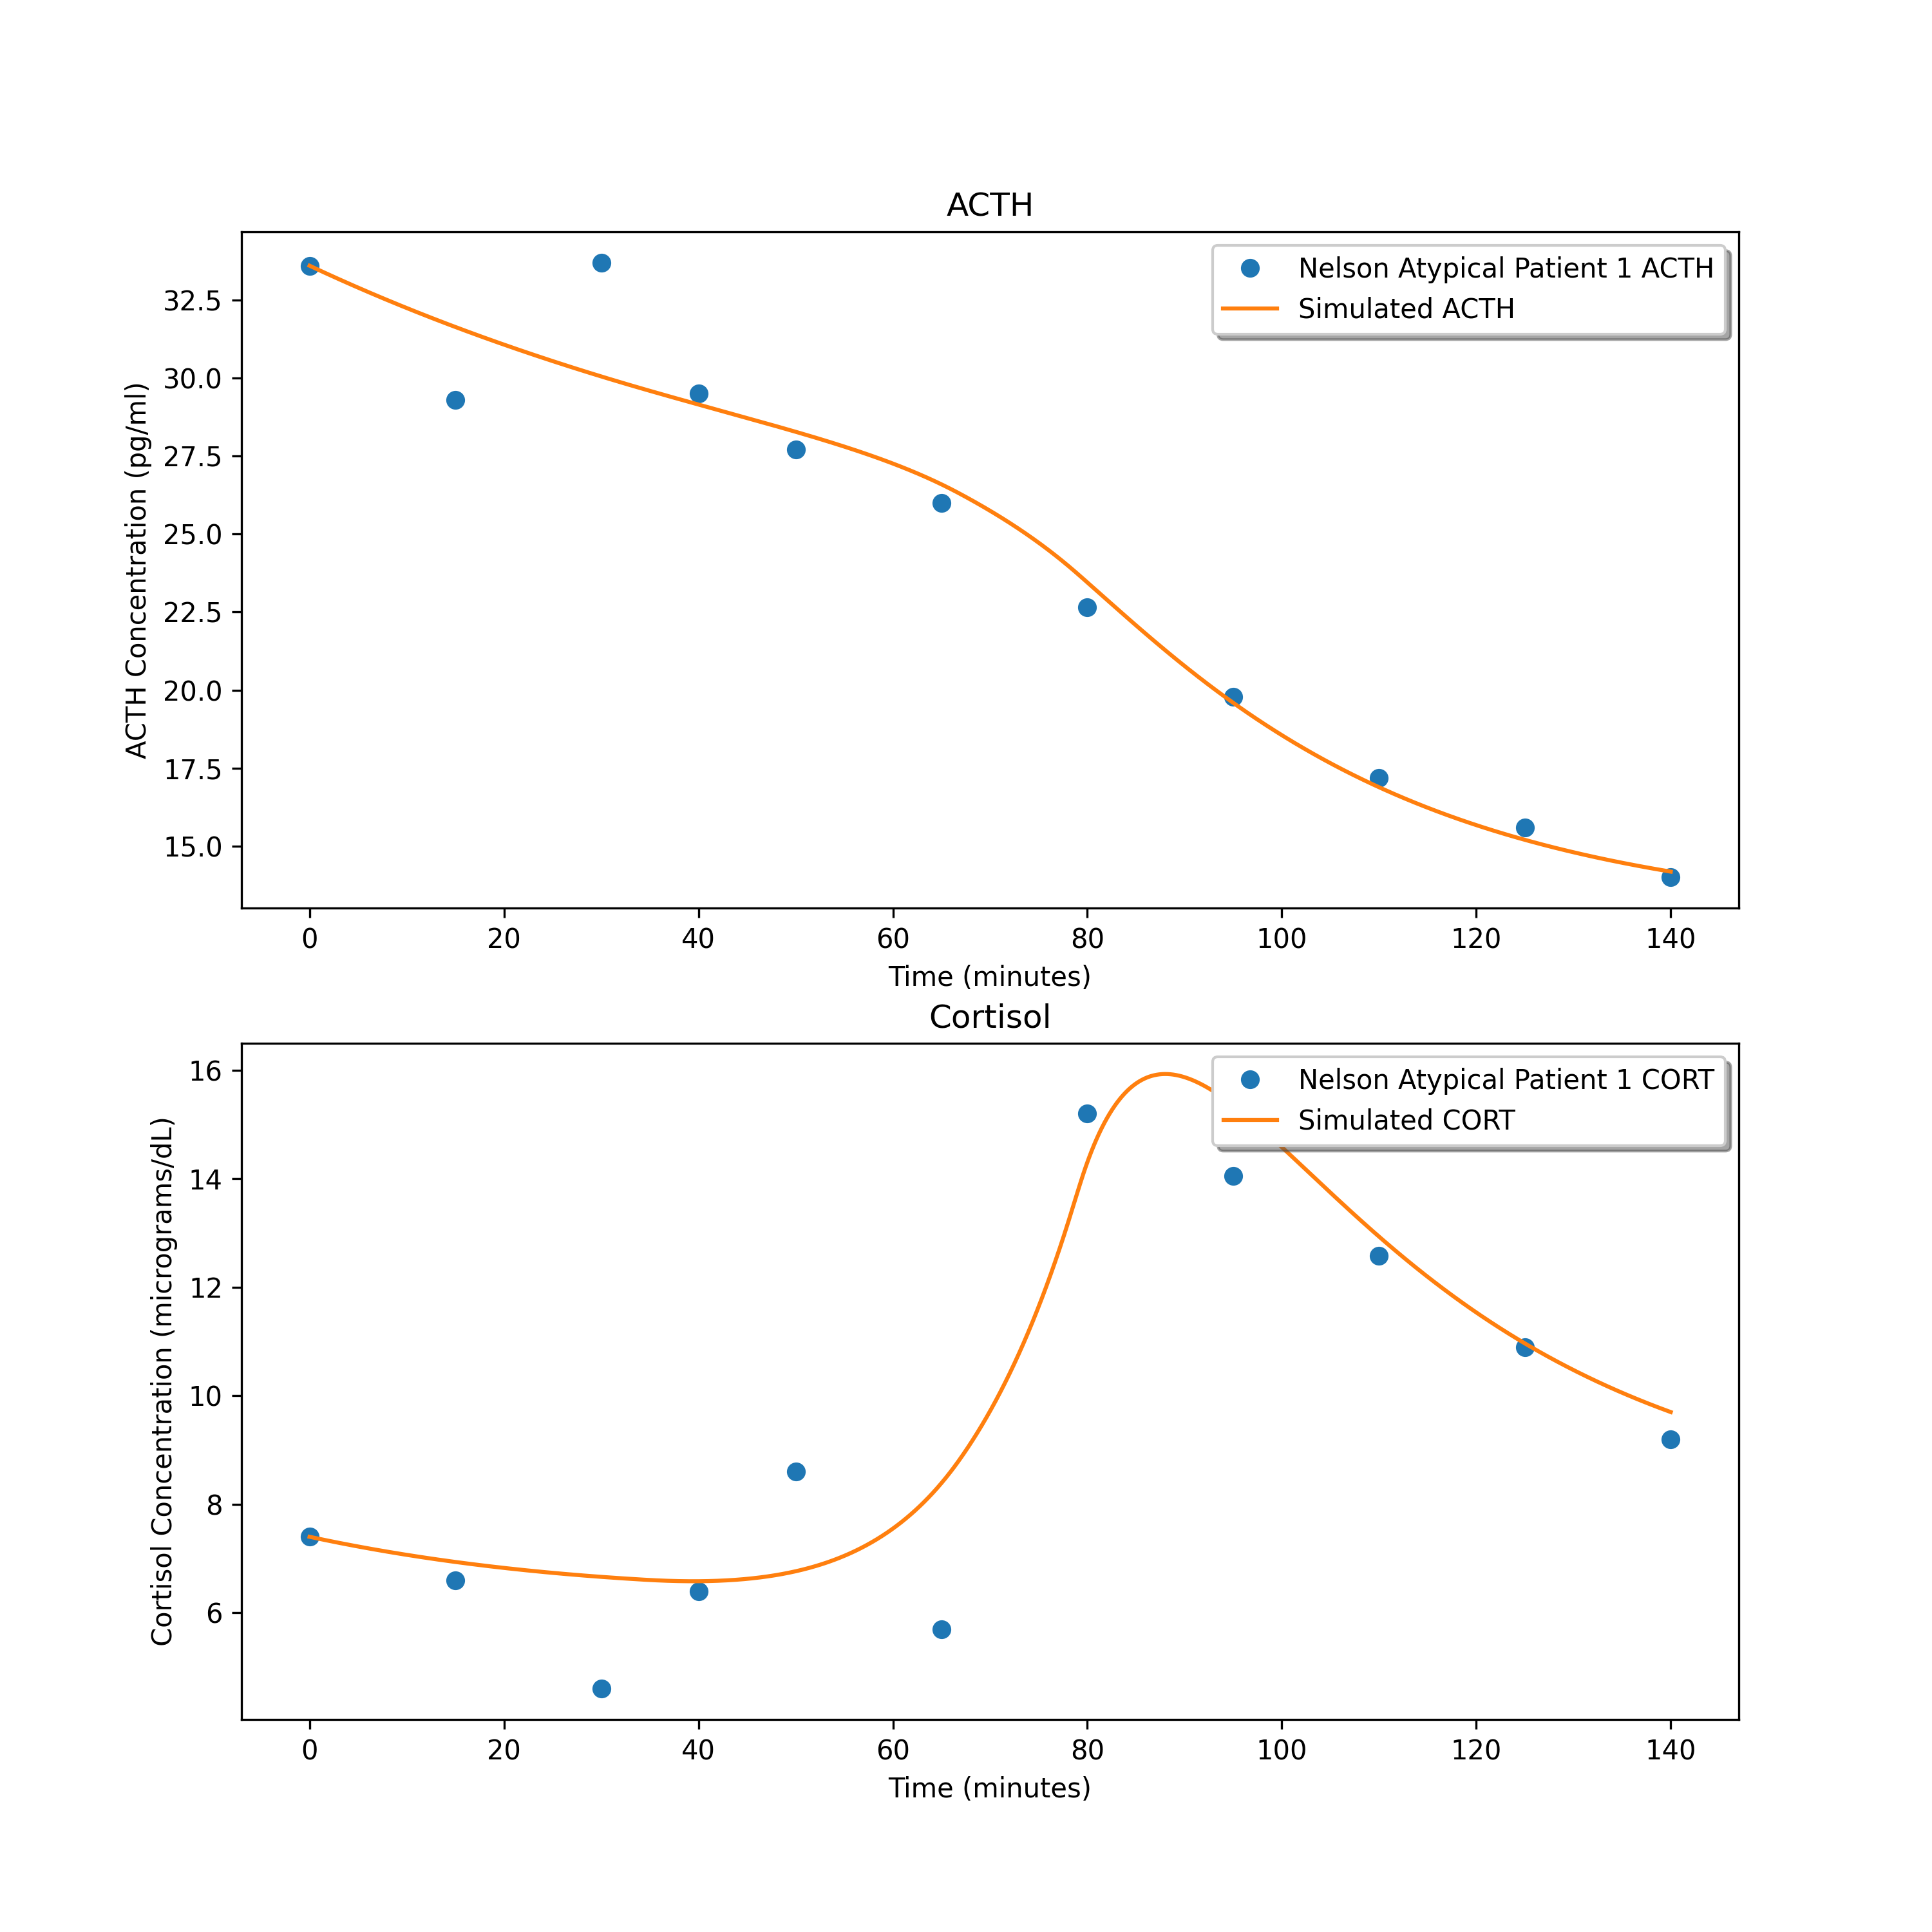 ACTH
Nelson Atypical Patient 1 ACTH
Simulated ACTH
ACTH Concentration (pg/ml)
32.5
30.0
27.5
25.0
22.5
20.0
17.5
15.0
0 20 40 60 80 100 120 140
Time (minutes)
Cortisol
Nelson Atypical Patient 1 CORT
Simulated CORT
Cortisol Concentration (micrograms/dL)
16
14
12
10
8
6
0 20 40 60 80 100 120 140
Time (minutes)